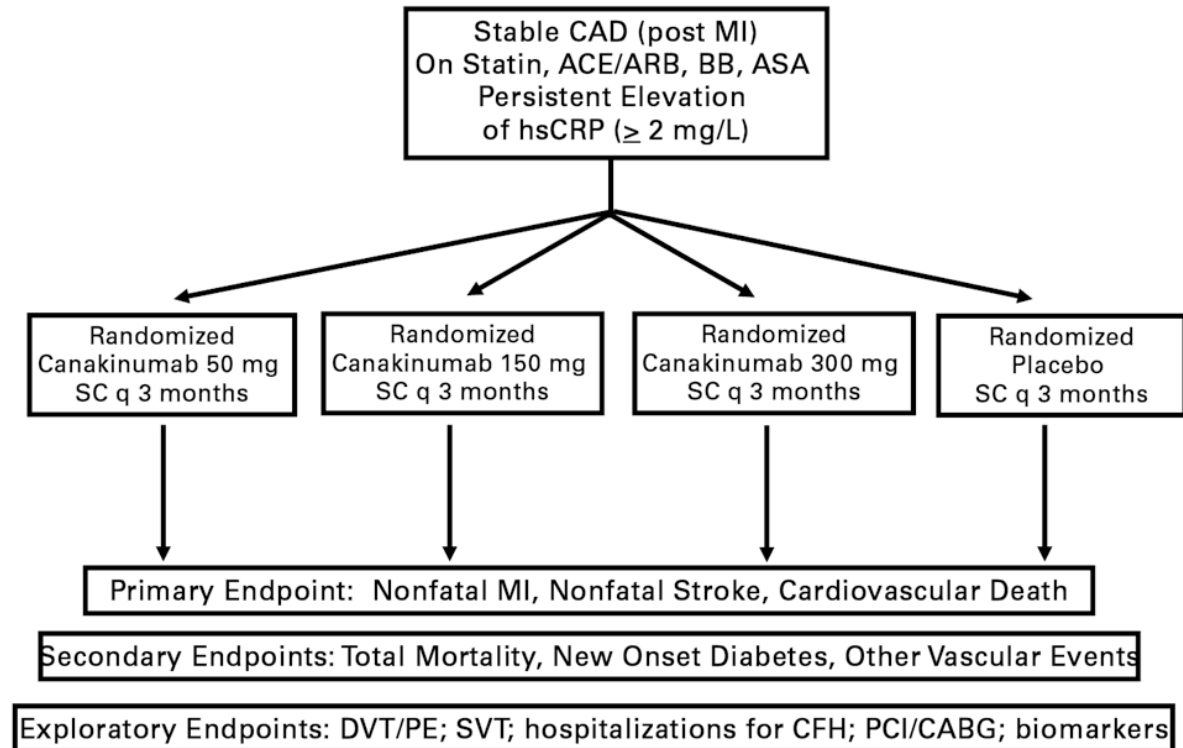 Stable CAD (post MI)
On Statin, ACE/ARB, BB, ASA
Persistent Elevation
of hsCRP (≥ 2 mg/L)
Randomized
Canakinumab 50 mg
SC q 3 months
Randomized
Canakinumab 150 mg
SC q 3 months
Randomized
Canakinumab 300 mg
SC q 3 months
Randomized
Placebo
SC q 3 months
Primary Endpoint: Nonfatal MI, Nonfatal Stroke, Cardiovascular Death
Secondary Endpoints: Total Mortality, New Onset Diabetes, Other Vascular Events
Exploratory Endpoints: DVT/PE; SVT; hospitalizations for CFH; PCI/CABG; biomarkers